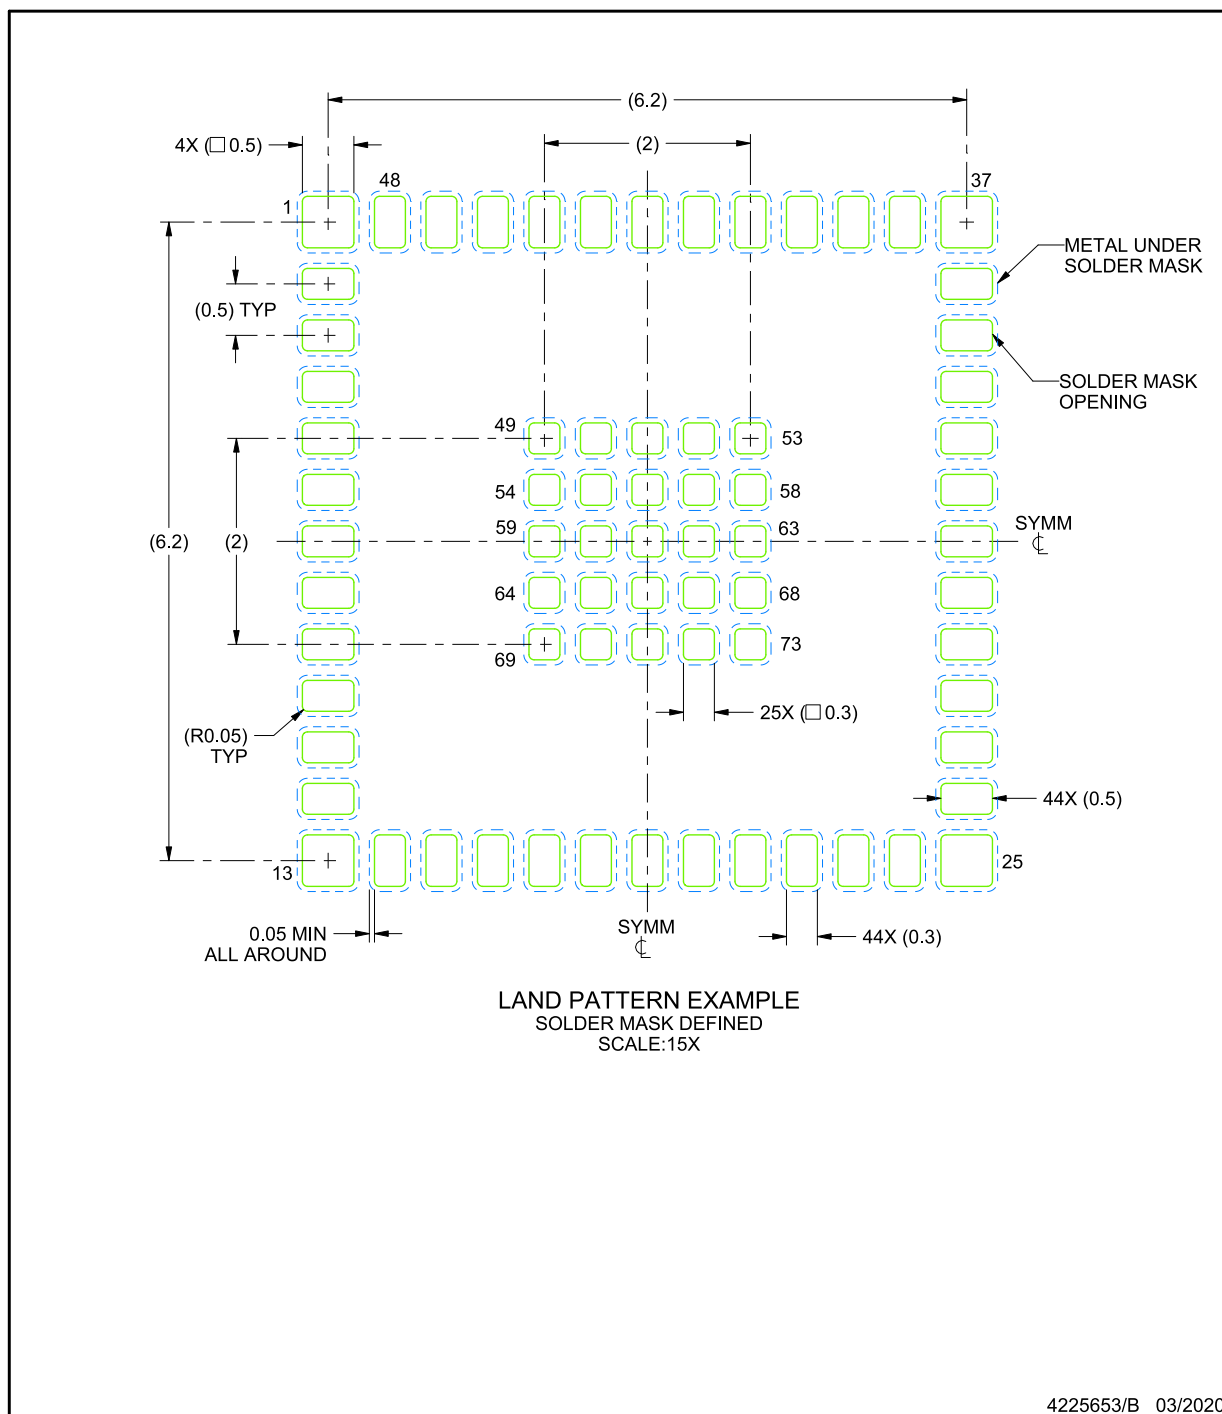 (6.2)
4X (□ 0.5)
(2)
48
37
1
METAL UNDER
SOLDER MASK
(0.5) TYP
SOLDER MASK
OPENING
49
53
54
58
SYMM
℄
59
63
(6.2)
(2)
64
68
69
73
25X (□ 0.3)
(R0.05)
TYP
44X (0.5)
13
25
0.05 MIN
ALL AROUND
SYMM
℄
44X (0.3)
LAND PATTERN EXAMPLE
SOLDER MASK DEFINED
SCALE:15X
4225653/B 03/2020